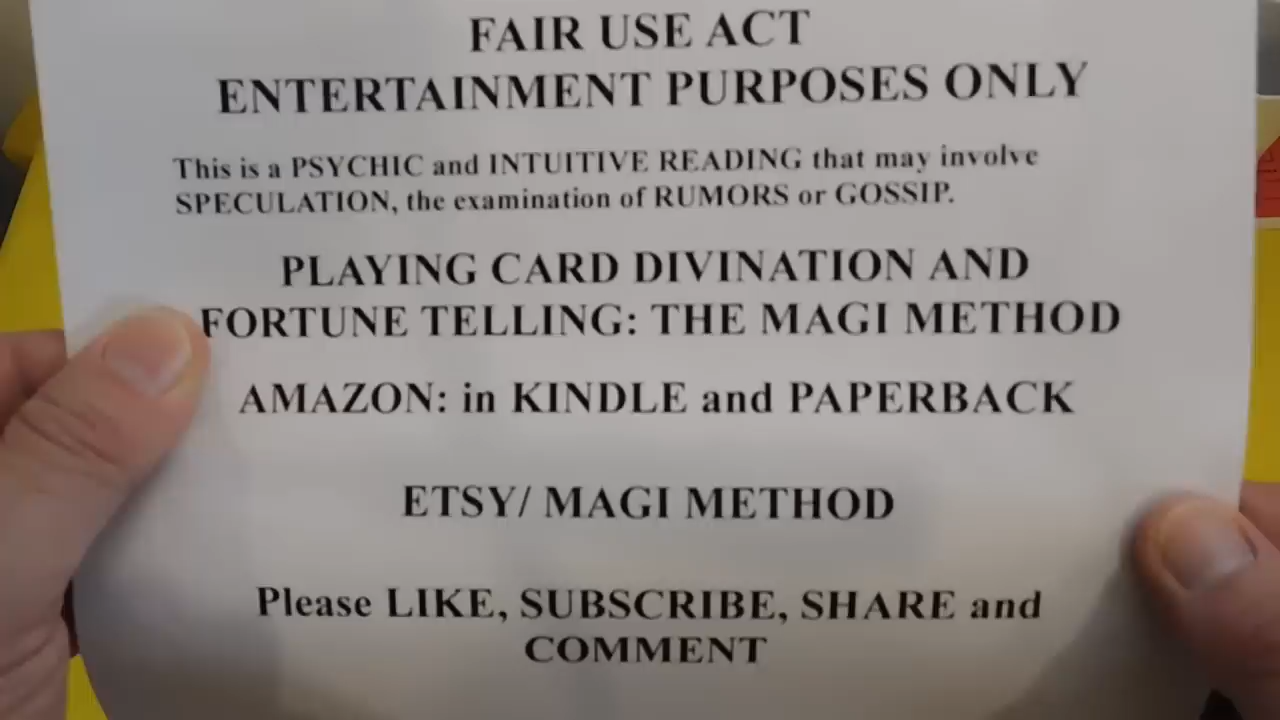 FAIR USE ACT
ENTERTAINMENT PURPOSES ONLY
This is a PSYCHIC and INTUITIVE READING that may involve
SPECULATION, the examination of RUMORS or GOSSIP.
PLAYING CARD DIVINATION AND
FORTUNE TELLING: THE MAGI METHOD
AMAZON: in KINDLE and PAPERBACK
ETSY/ MAGI METHOD
Please LIKE, SUBSCRIBE, SHARE and
COMMENT